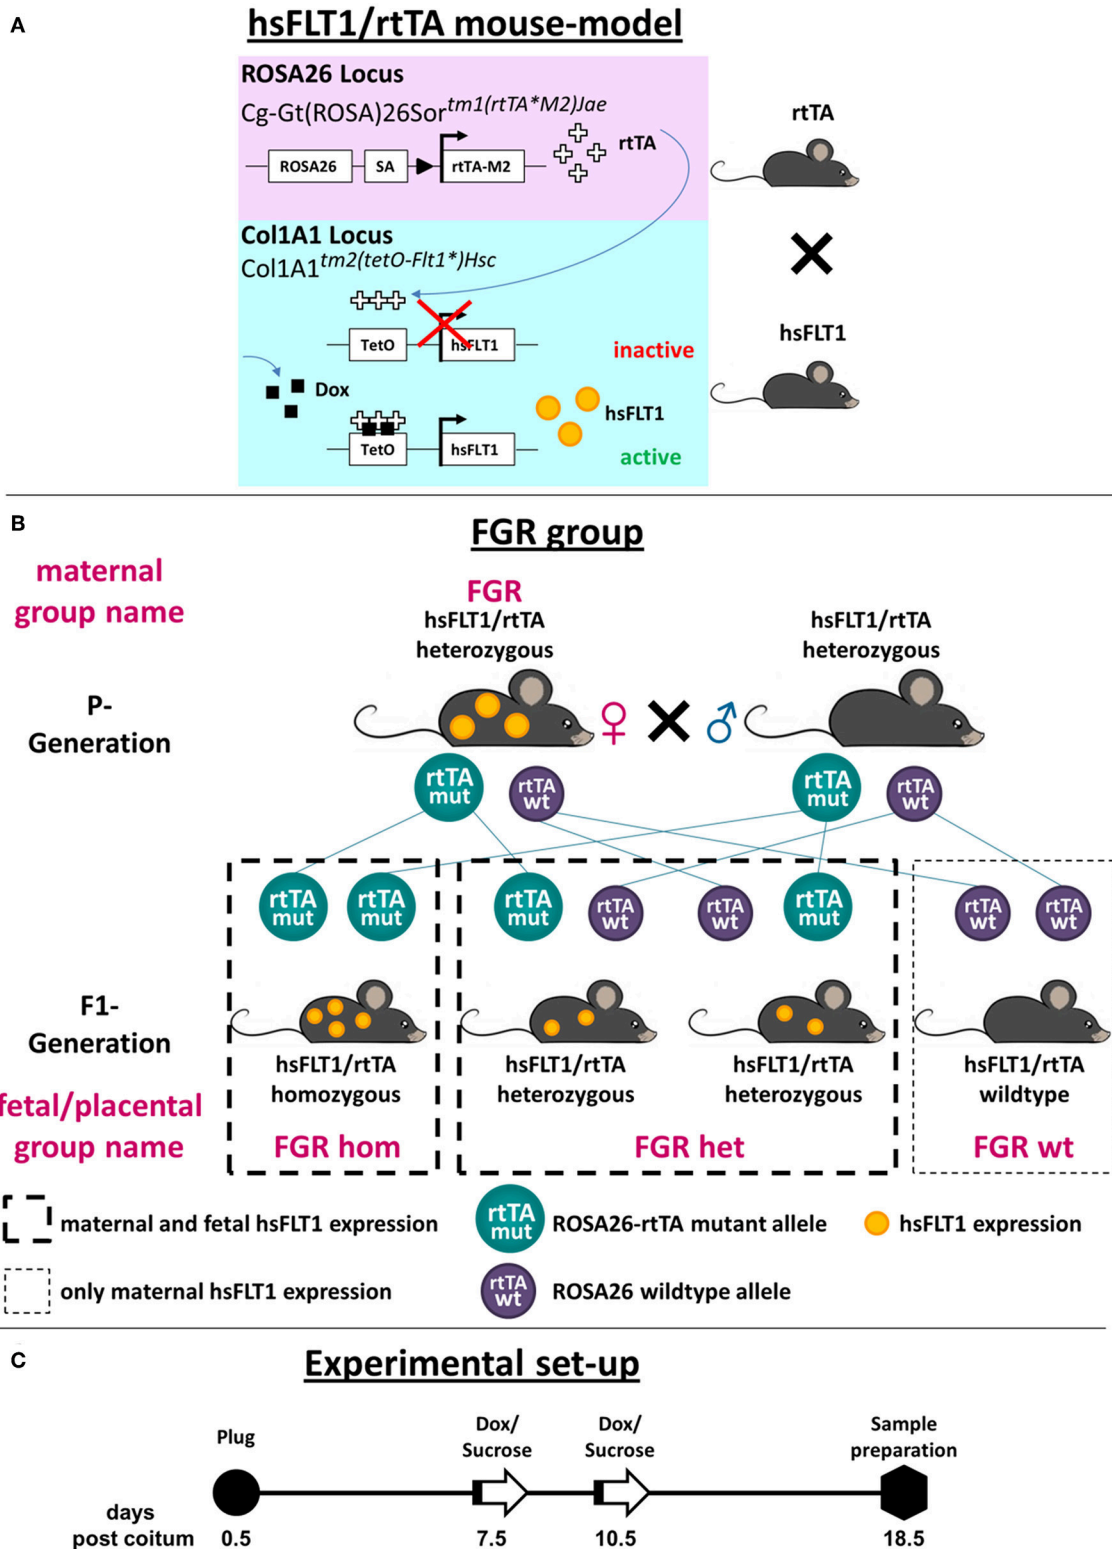 A
hsFLT1/rtTA mouse-model
ROSA26 Locus
Cg-Gt(ROSA)26Sor tm1(rtTA*M2)Jae
ROSA26
SA
rtTA-M2
rtTA
rtTA
Col1A1 Locus
Col1A1 tm2(tetO-Flt1*)Hsc
TetO
hsFLT1
inactive
hsFLT1
Dox
hsFLT1
TetO
hsFLT1
active
B
FGR group
maternal
group name
FGR
hsFLT1/rtTA
heterozygous
hsFLT1/rtTA
heterozygous
P-
Generation
♀
♂
rtTA
mut
rtTA
wt
rtTA
mut
rtTA
wt
rtTA
mut
rtTA
mut
rtTA
mut
rtTA
wt
rtTA
wt
rtTA
mut
rtTA
wt
rtTA
wt
F1-
Generation
hsFLT1/rtTA
homozygous
hsFLT1/rtTA
heterozygous
hsFLT1/rtTA
heterozygous
hsFLT1/rtTA
wildtype
fetal/placental
group name
FGR hom
FGR het
FGR wt
maternal and fetal hsFLT1 expression
rtTA
mut
ROSA26-rtTA mutant allele
hsFLT1 expression
only maternal hsFLT1 expression
rtTA
wt
ROSA26 wildtype allele
C
Experimental set-up
Plug
Dox/
Sucrose
Dox/
Sucrose
Sample
preparation
days
post coitum
0.5
7.5
10.5
18.5